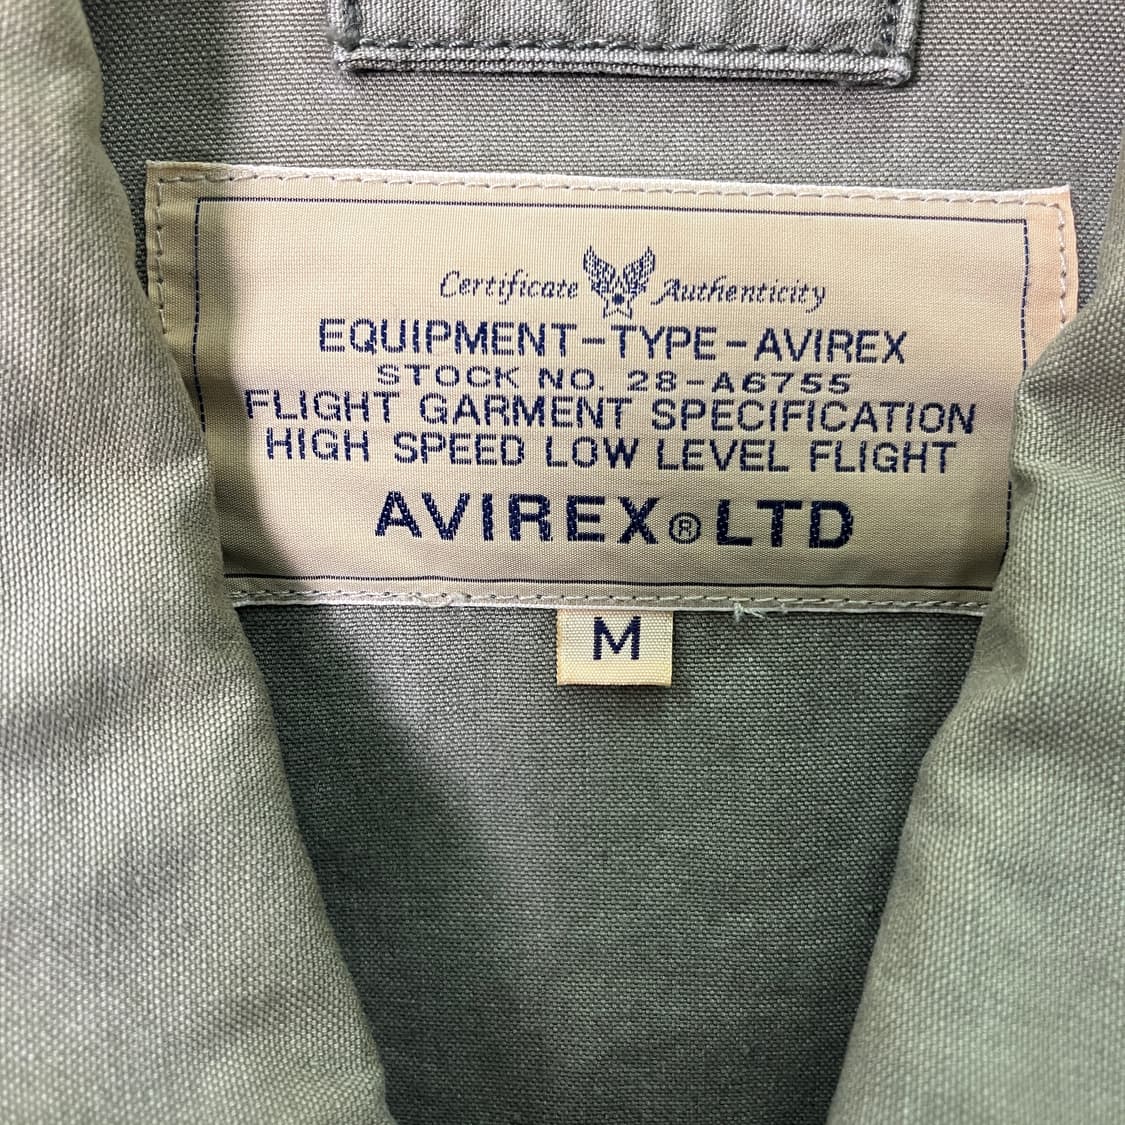 Certificate Authenticity
EQUIPMENT-TYPE-AVIREX
STOCK NO. 28-A6755
FLIGHT GARMENT SPECIFICATION
HIGH SPEED LOW LEVEL FLIGHT
AVIREX® LTD
M